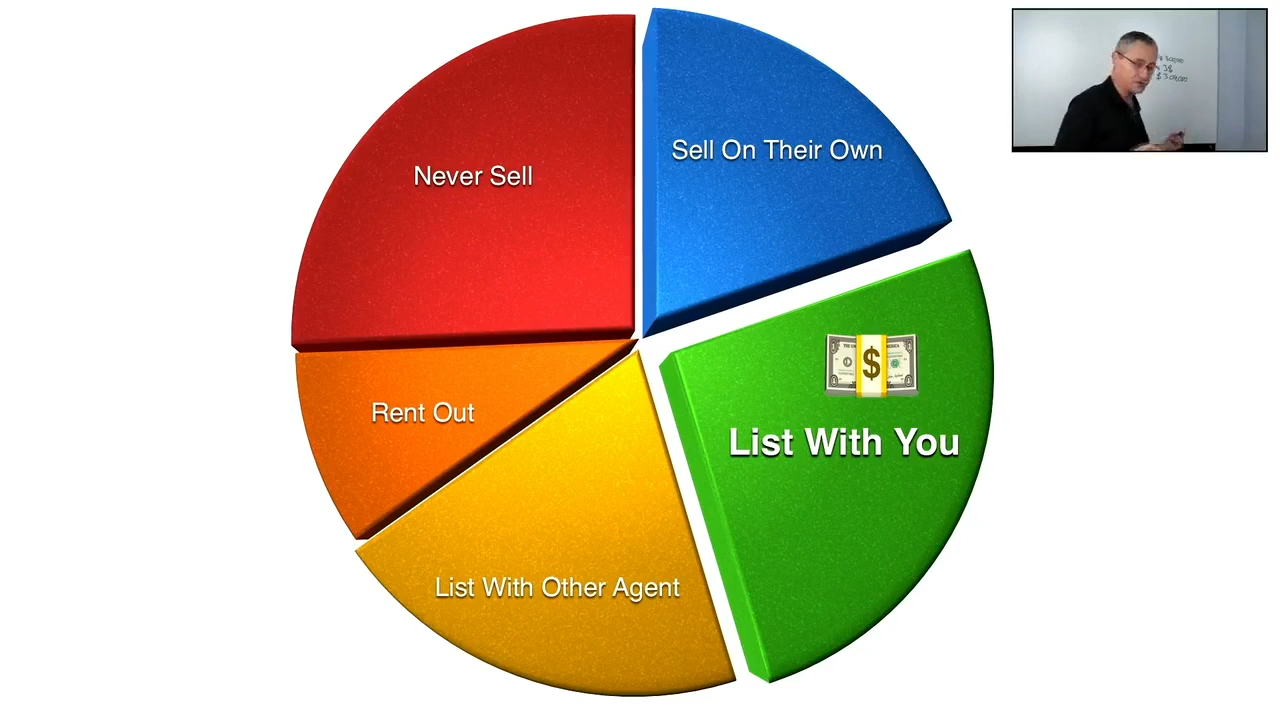 Never Sell
Sell On Their Own
$
List With You
Rent Out
List With Other Agent